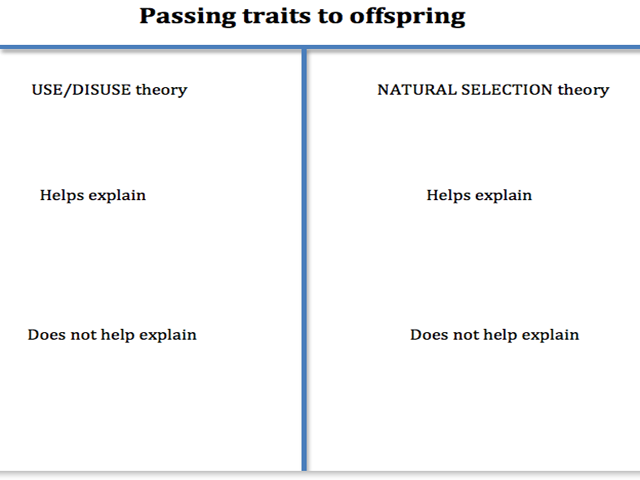 Passing traits to offspring
USE/DISUSE theory
Helps explain
Does not help explain
NATURAL SELECTION theory
Helps explain
Does not help explain